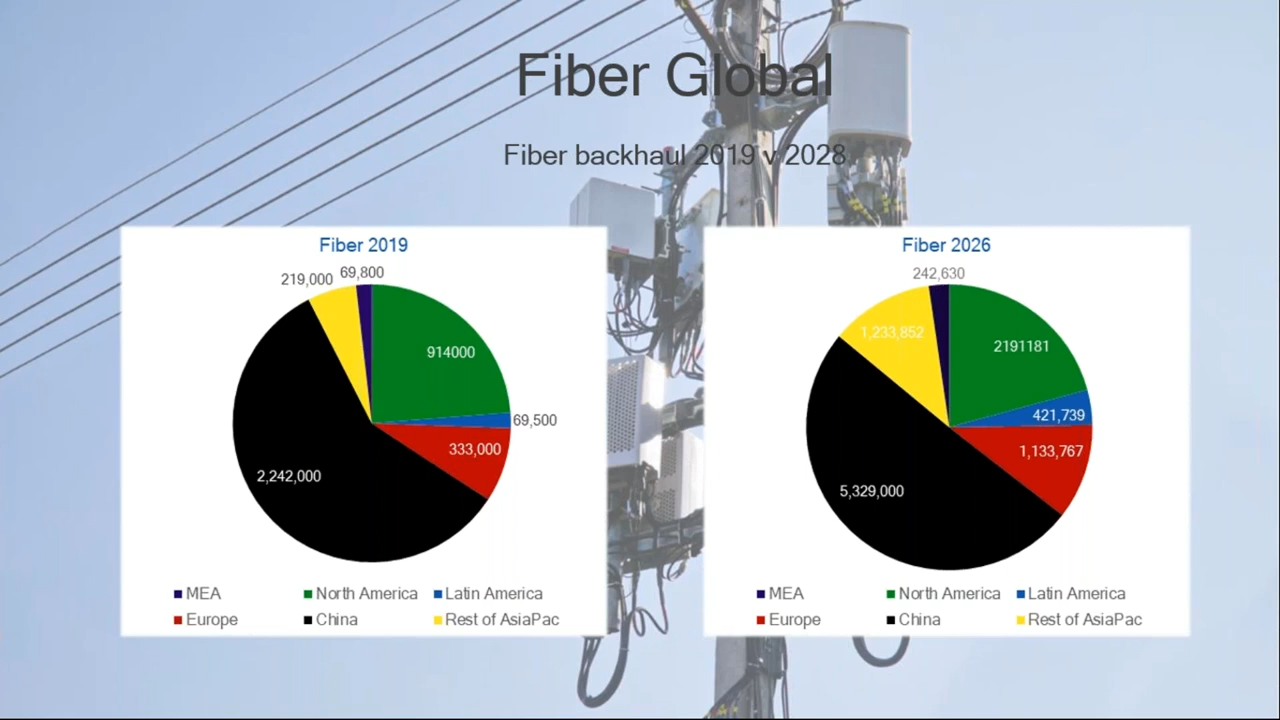 Fiber Global
Fiber backhaul 2019 v 2028
Fiber 2019
219,000
69,800
914000
69,500
333,000
2,242,000
MEA
North America
Latin America
Europe
China
Rest of AsiaPac
Fiber 2026
242,630
1,233,852
2191181
421,739
1,133,767
5,329,000
MEA
North America
Latin America
Europe
China
Rest of AsiaPac